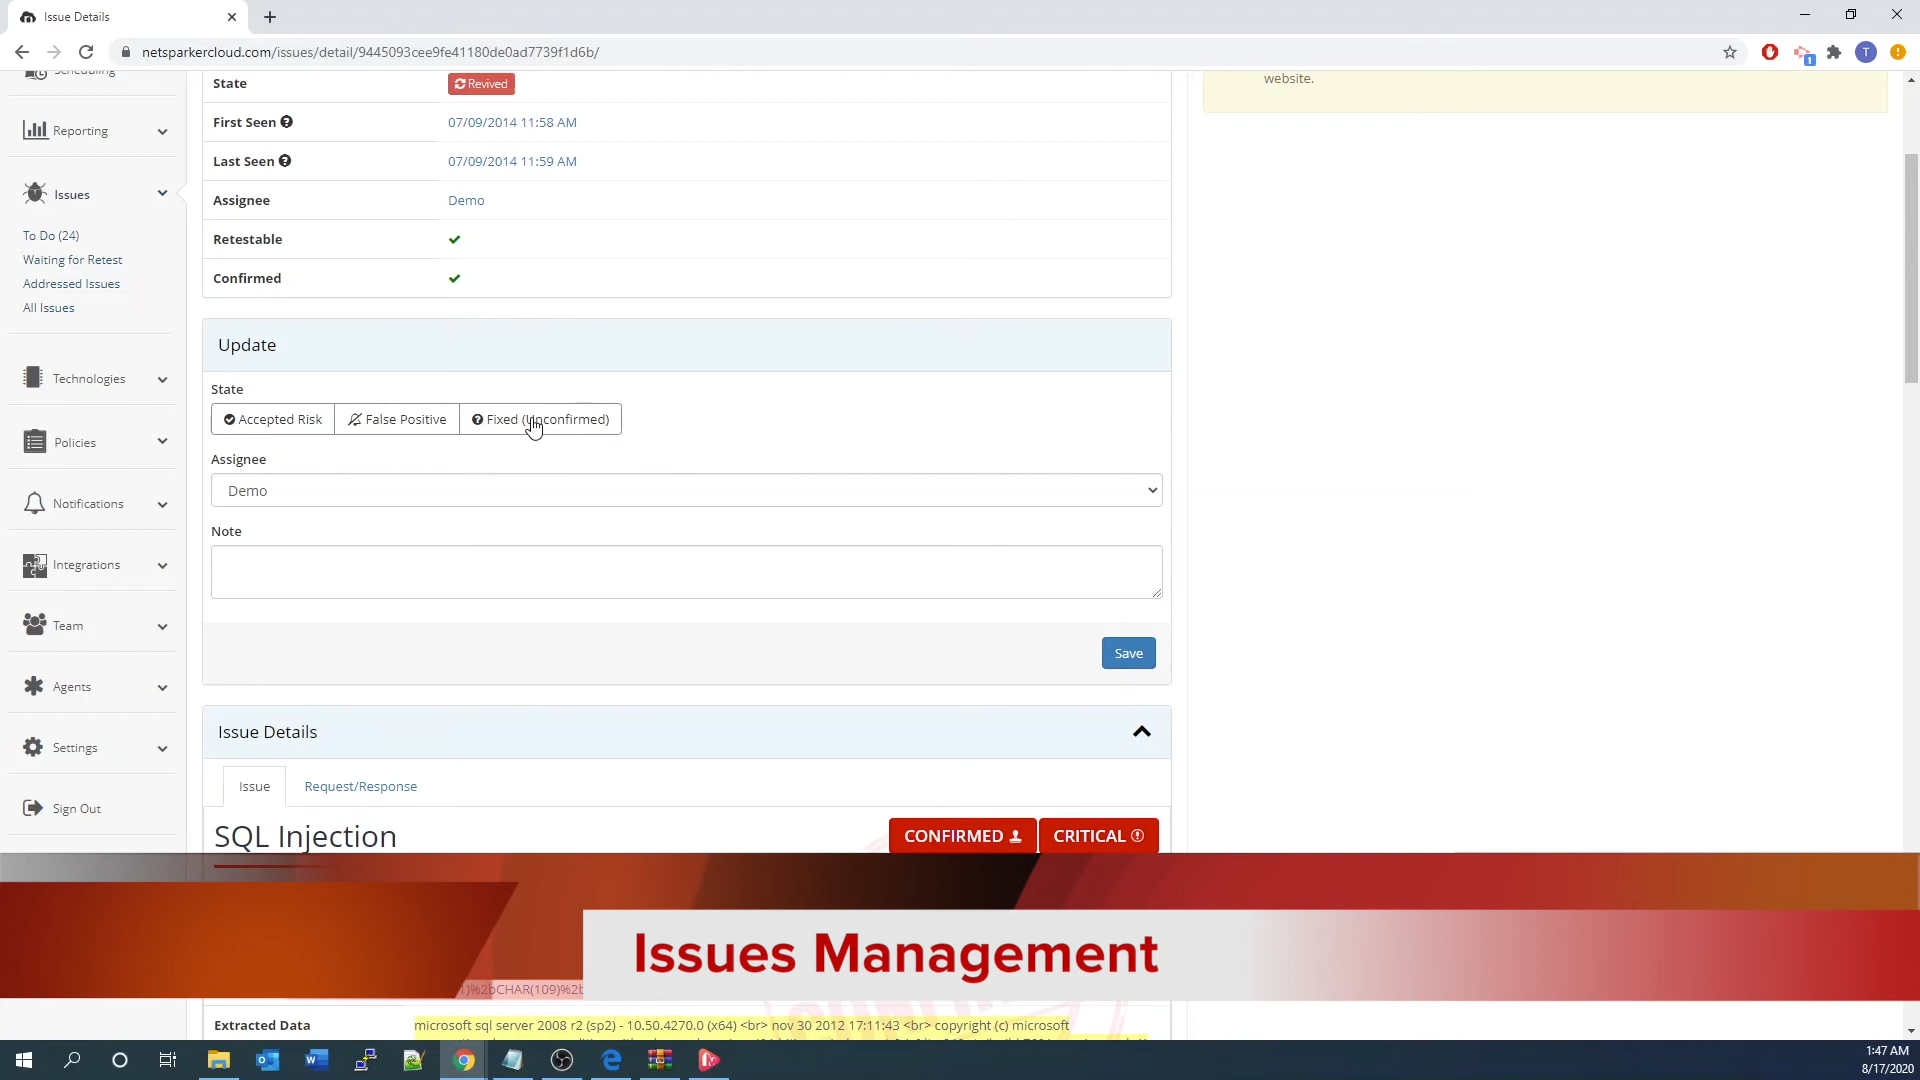 Issue Details
netsparkercloud.com/issues/detail/9445093cee9fe41180de0ad7739f1d6b/
T
1
Scheduling
Reporting
Issues
To Do (24)
Waiting for Retest
Addressed Issues
All Issues
Technologies
Policies
Notifications
Integrations
Team
Agents
Settings
Sign Out
State Revived
First Seen 07/09/2014 11:58 AM
Last Seen 07/09/2014 11:59 AM
Assignee Demo
Retestable
Confirmed
website.
Update
State
Accepted Risk False Positive Fixed (Unconfirmed)
Assignee
Demo
Note
Save
Issue Details
Issue Request/Response
SQL Injection CONFIRMED CRITICAL
Issues Management
)%2bCHAR(109)%2b
Extracted Data microsoft sql server 2008 r2 (sp2) - 10.50.4270.0 (x64) <br> nov 30 2012 17:11:43 <br> copyright (c) microsoft
1:47 AM
8/17/2020